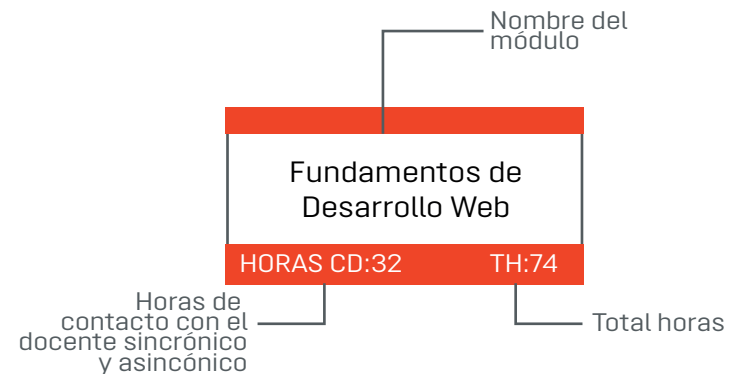 Nombre del
módulo
Fundamentos de
Desarrollo Web
HORAS CD:32 TH:74
Horas de
contacto con el
docente sincrónico
y asincónico
Total horas